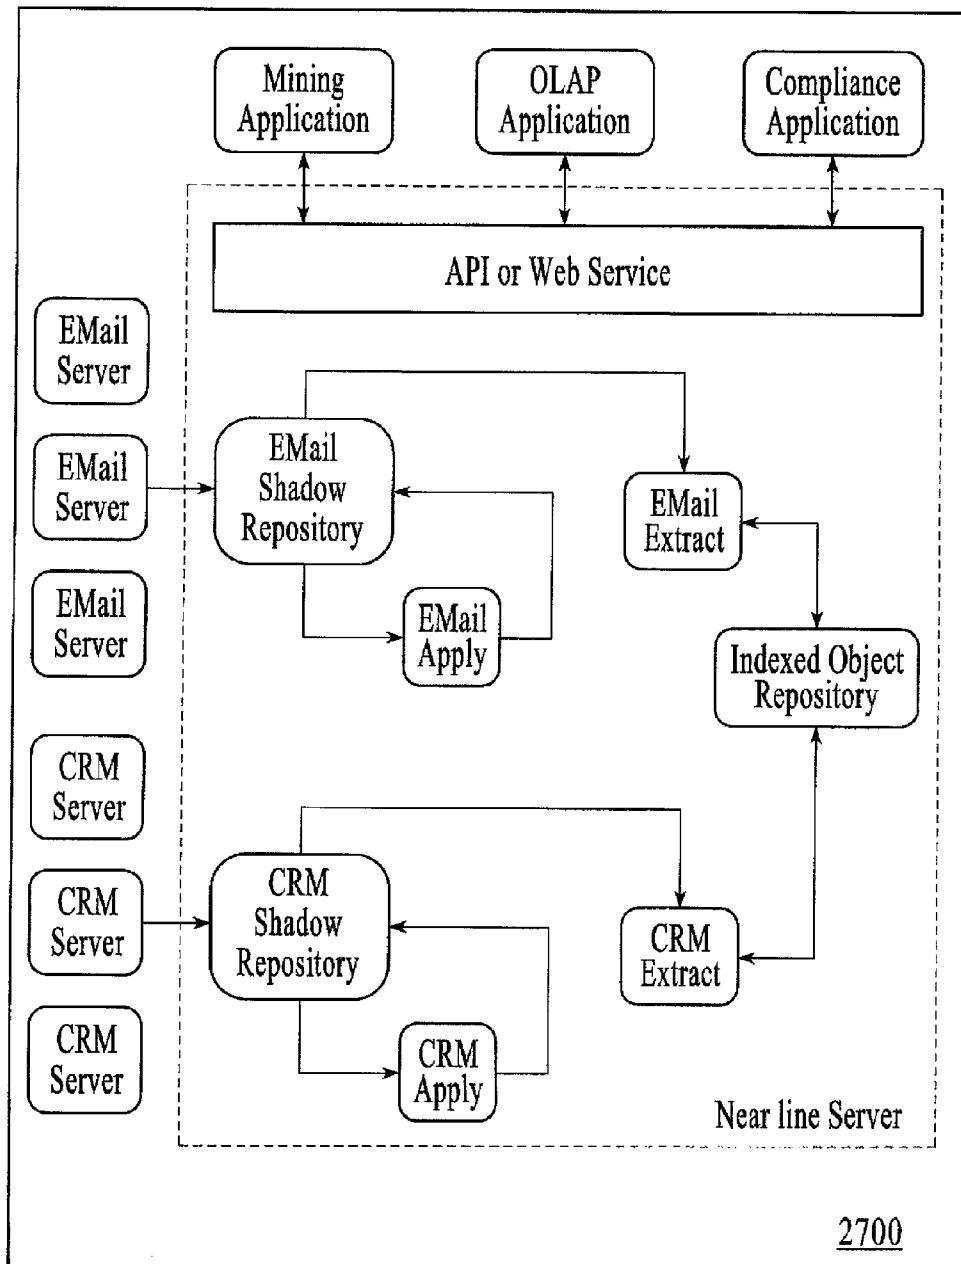 Mining
Application
OLAP
Application
Compliance
Application
API or Web Service
EMail
Server
EMail
Server
EMail
Server
EMail
Shadow
Repository
EMail
Extract
EMail
Apply
Indexed Object
Repository
CRM
Server
CRM
Server
CRM
Server
CRM
Shadow
Repository
CRM
Extract
CRM
Apply
Near line Server
2700